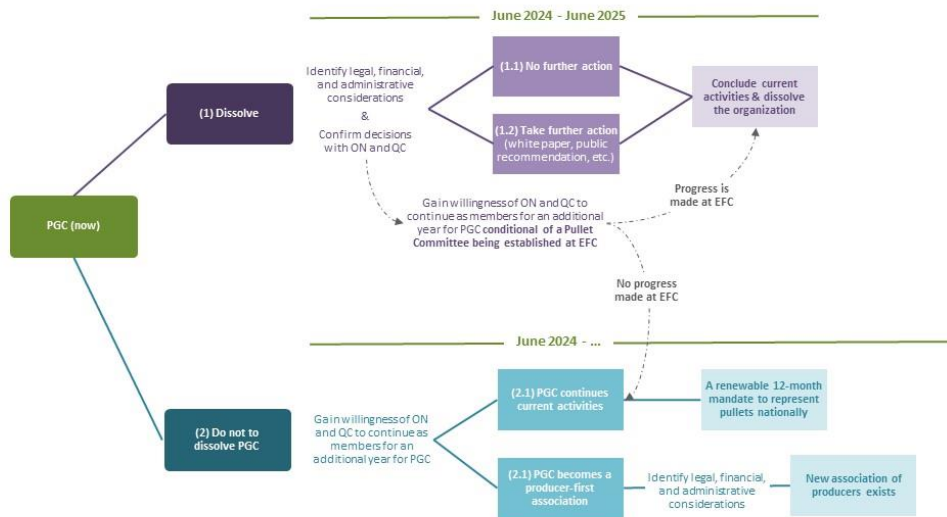 June 2024 - June 2025
Identify legal, financial,
and administrative
considerations
&
Confirm decisions
with ON and QC
(1.1) No further
action
(1.2) Take further action
(white paper, public
recommendation, etc.)
Conclude current
activities & dissolve
the organization
(1) Dissolve
Gain willingness of ON and QC to
continue as members for an additional
year for PGC conditional of a Pullet
Committee being established at EFC
Progress is
made at EFC
PGC (now)
No progress
made at EFC
June 2024 - ...
(2) Do not to
dissolve PGC
Gain willingness of ON
and QC to continue as
members for an
additional year for PGC
(2.1) PGC continues
current activities
A renewable 12-month
mandate to represent
pullets nationally
(2.1) PGC becomes a
producer-first
association
Identify legal, financial,
and administrative
considerations
New association of
producers exists